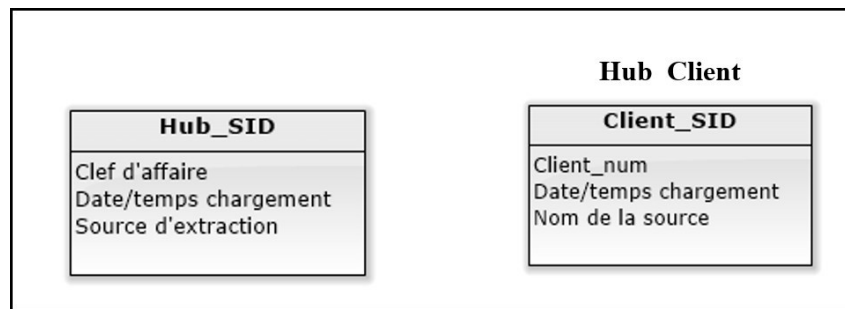 Hub_SID
Clef d'affaire
Date/temps chargement
Source d'extraction
Hub Client
Client_SID
Client_num
Date/temps chargement
Nom de la source